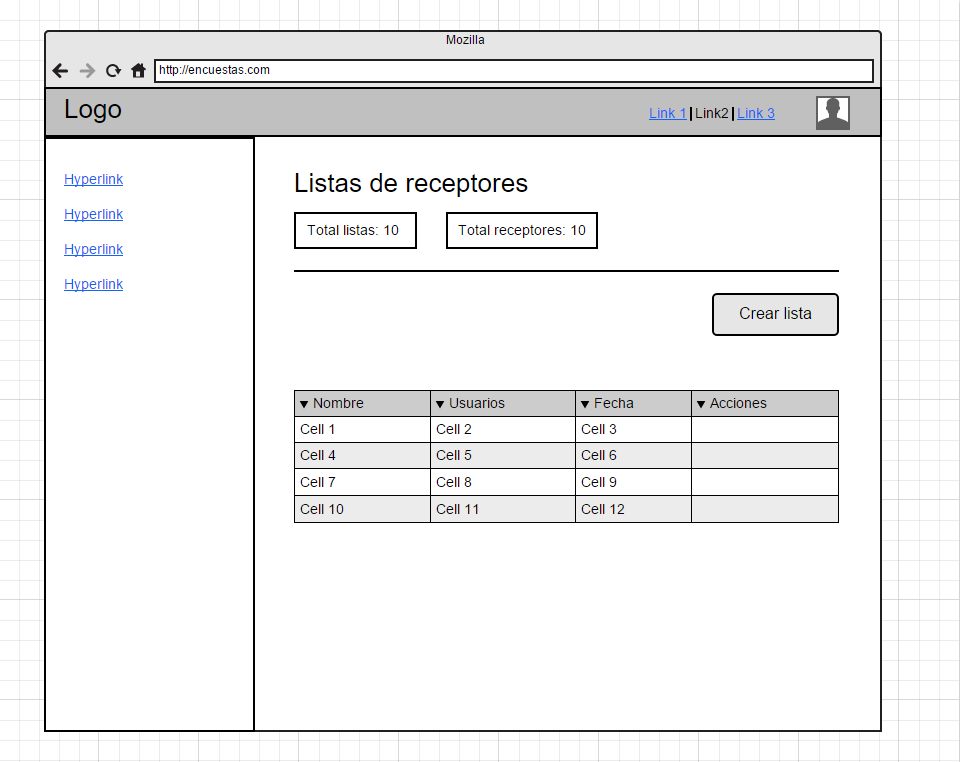 Mozilla
http://encuestas.com
Logo
Link 1 | Link2 | Link 3
Hyperlink
Hyperlink
Hyperlink
Hyperlink
Listas de receptores
Total listas: 10
Total receptores: 10
Crear lista
Nombre Usuarios Fecha Acciones
Cell 1 Cell 2 Cell 3
Cell 4 Cell 5 Cell 6
Cell 7 Cell 8 Cell 9
Cell 10 Cell 11 Cell 12